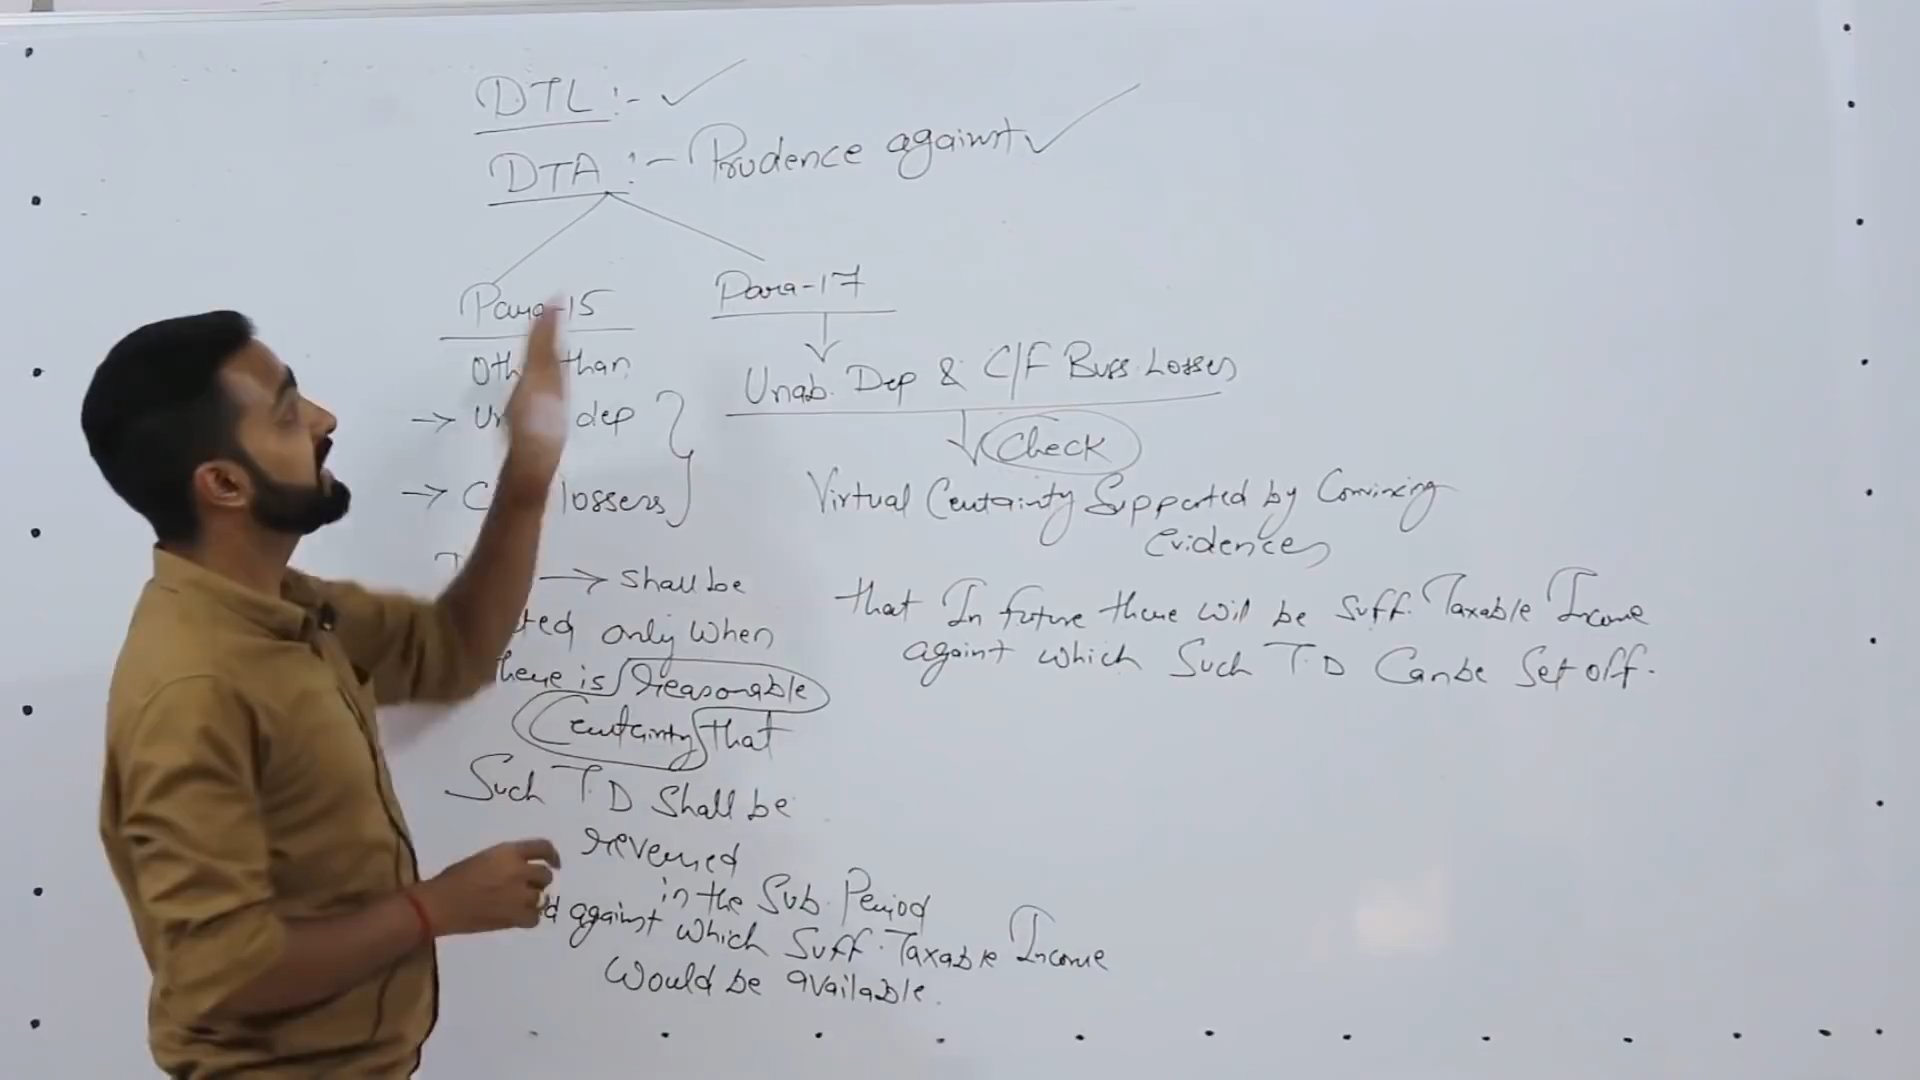 DTL :- ✓
DTA :- Prudence against ✓
Para-15
Other than
→ dep
→ lossers
→ shall be
only when
there is reasonable
Certainty that
Such T.D shall be
reversed
in the Sub. Period
against which Suff. Taxable Income
would be available.
Para-17
Unab. Dep & C/F Buss. Losses
Check
Virtual Certainty Supported by Convincing
evidences
that In future there will be suff. Taxable Income
against which Such T.D Can be Set off.